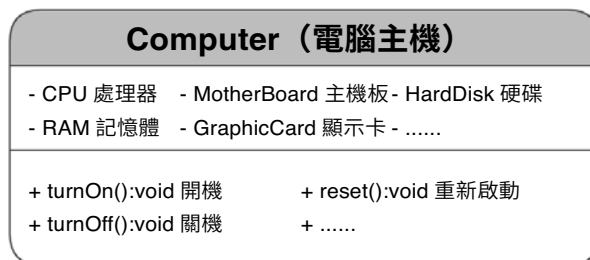 Computer（電腦主機）
- CPU 處理器 - MotherBoard 主機板 - HardDisk 硬碟
- RAM 記憶體 - GraphicCard 顯示卡 - ......
+ turnOn():void 開機 + reset():void 重新啟動
+ turnOff():void 關機 + ......